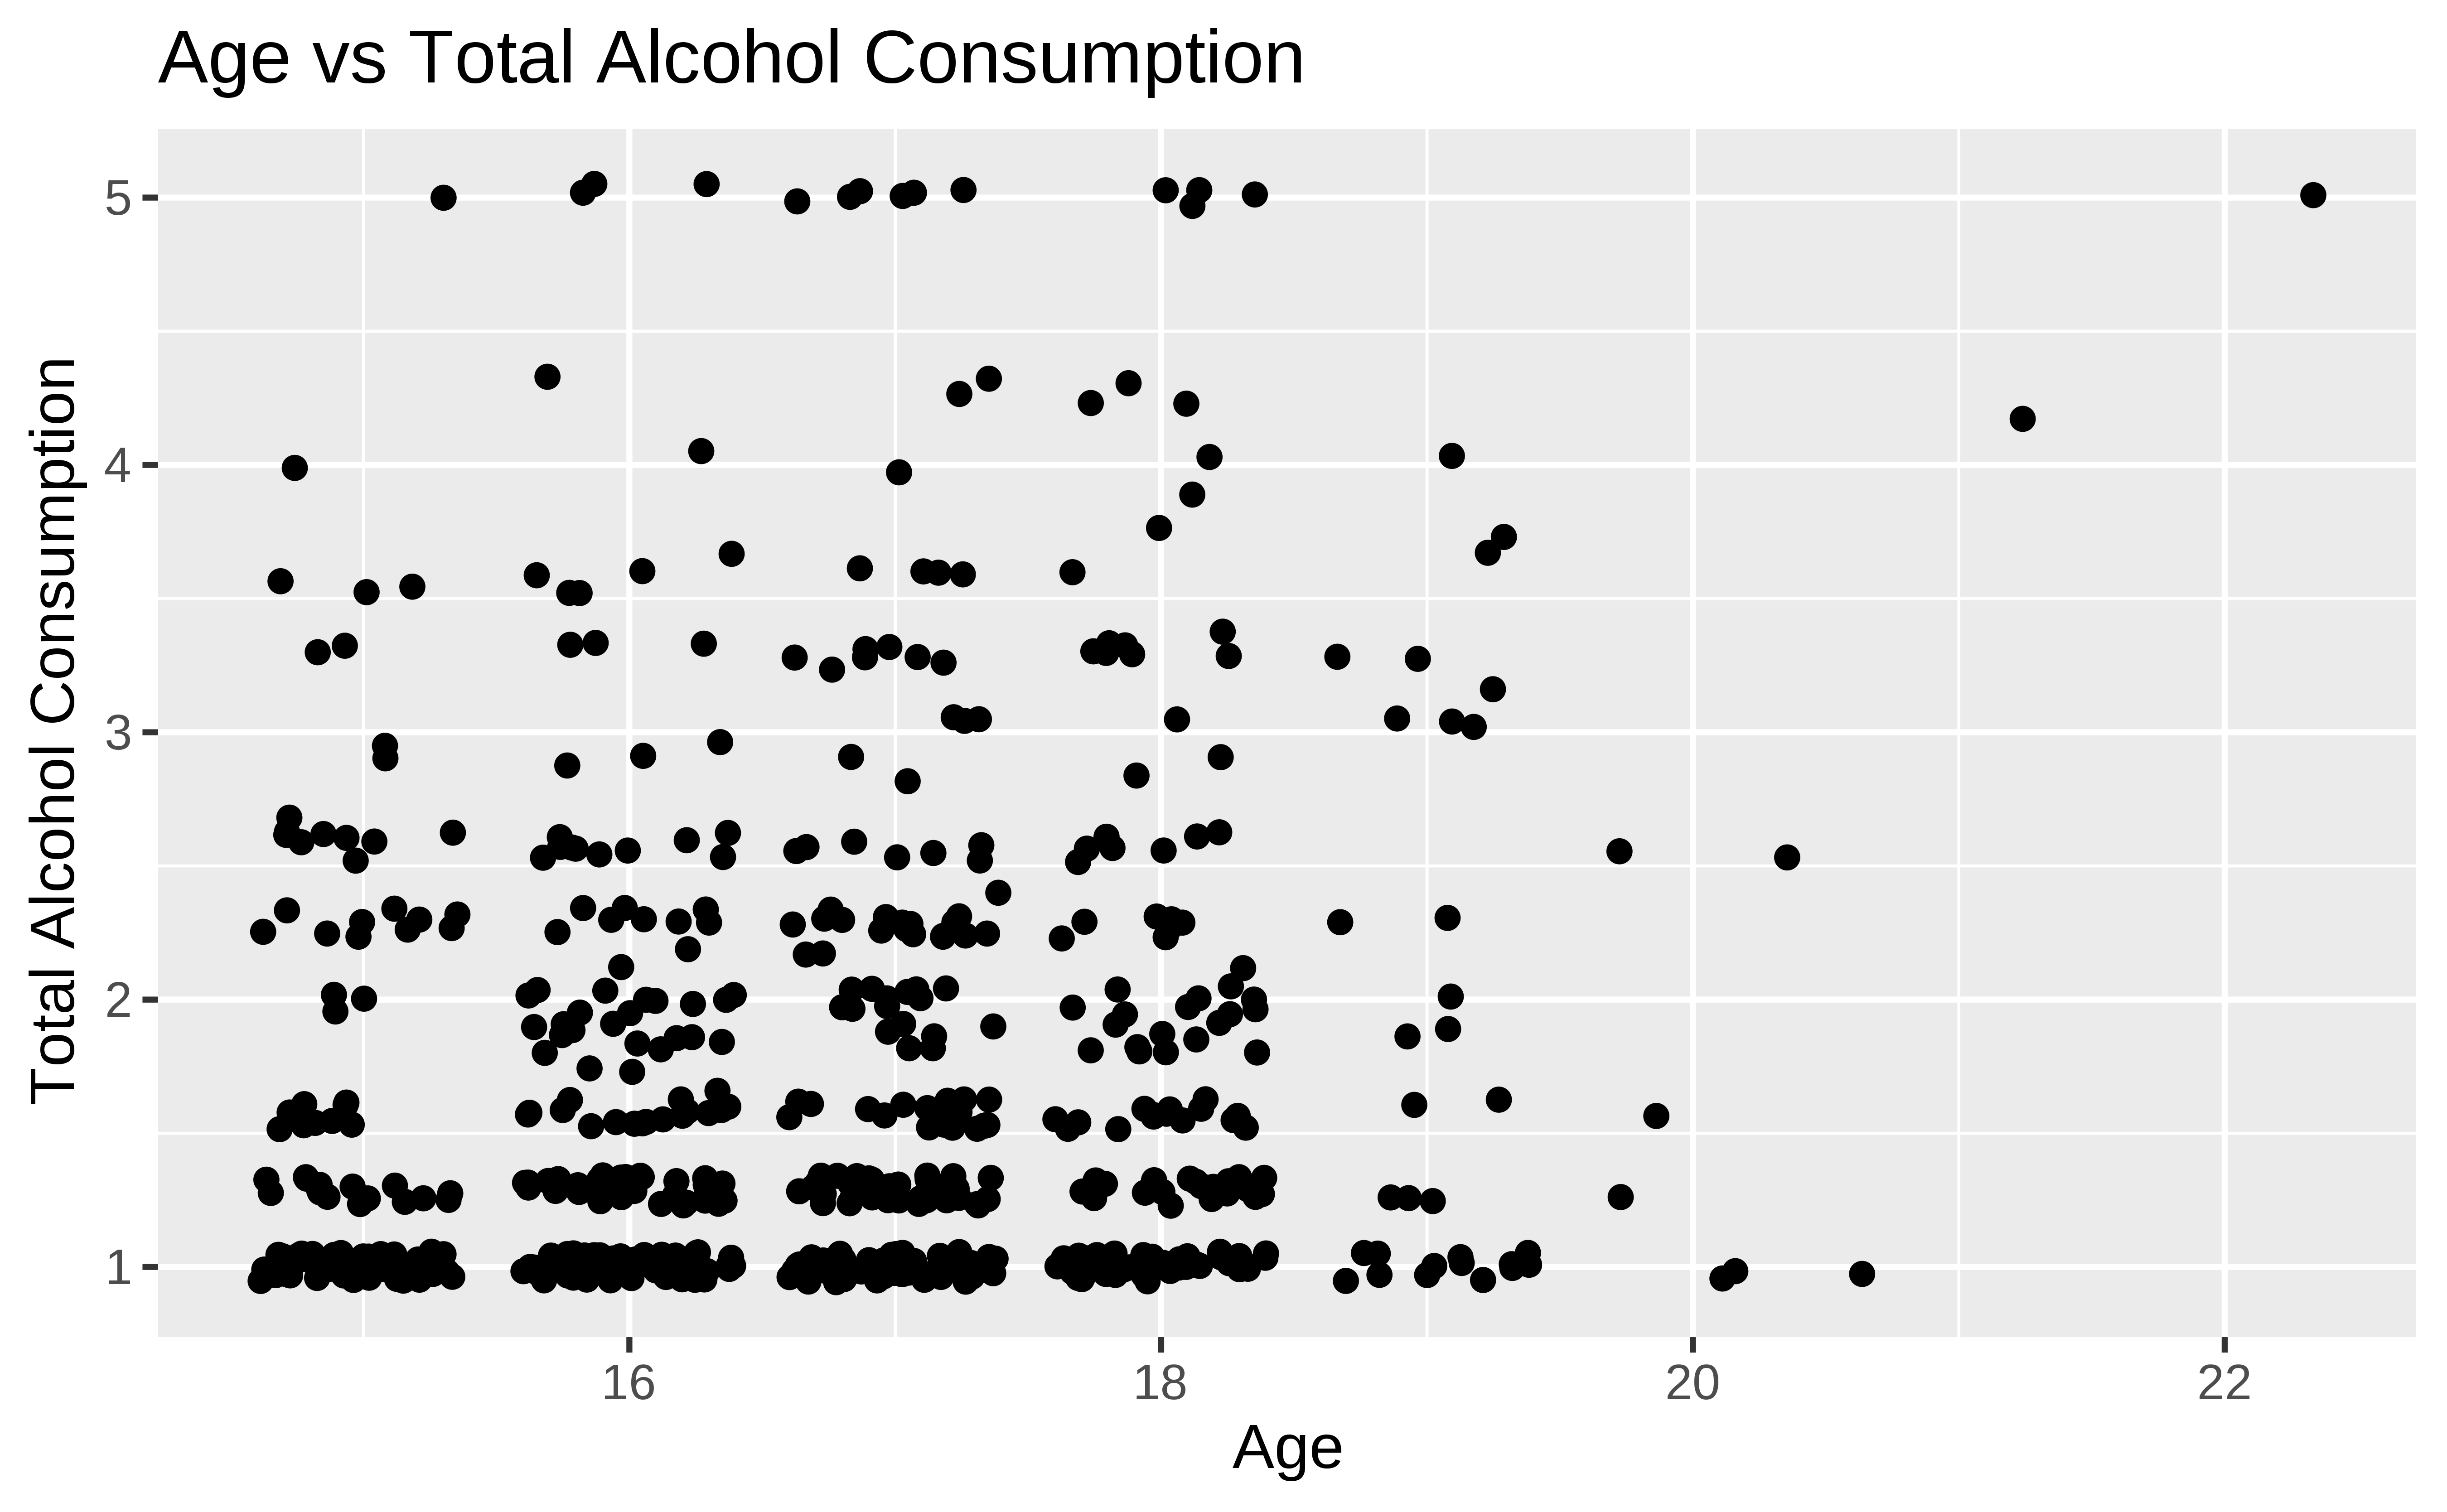 Age vs Total Alcohol Consumption
Total Alcohol Consumption
5
4
3
2
1
16 18 20 22
Age